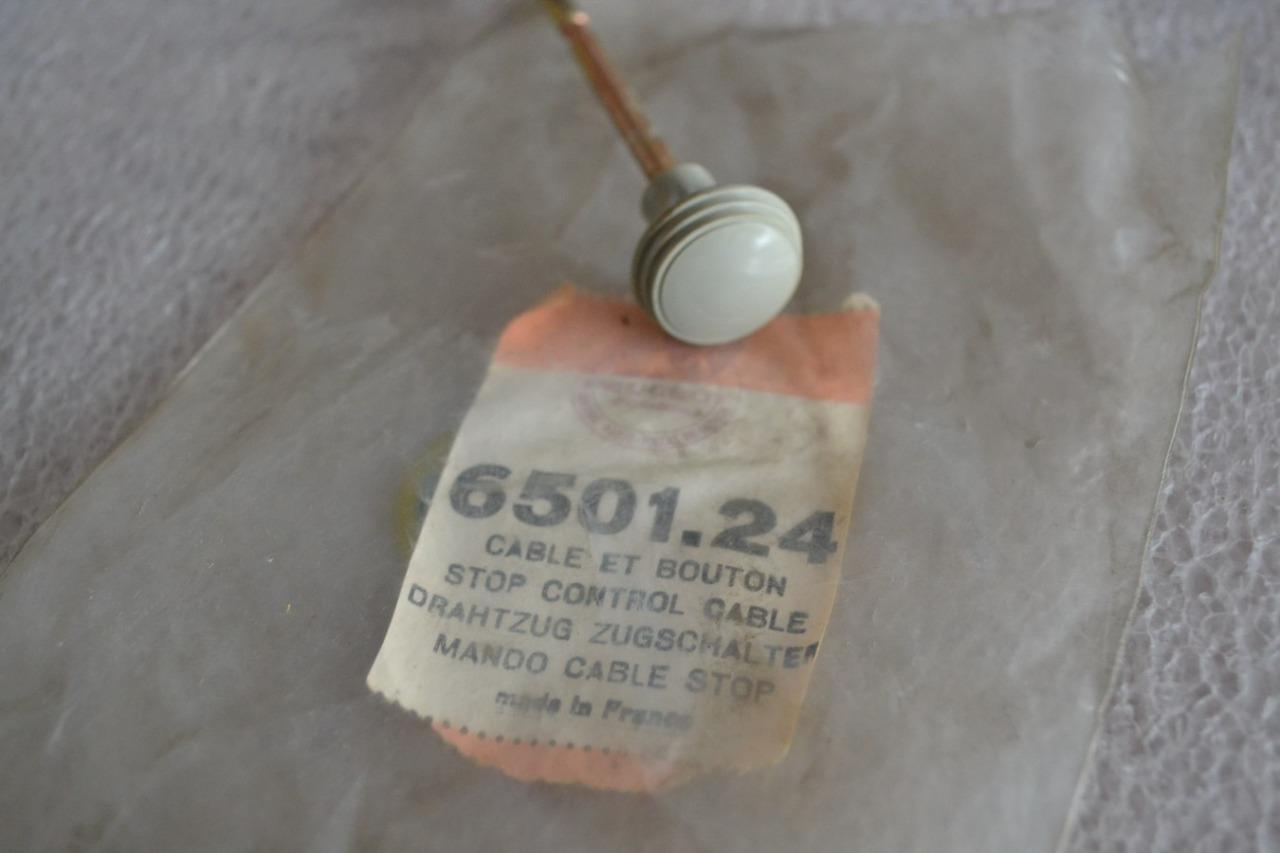 6501.24
CABLE ET BOUTON
STOP CONTROL CABLE
DRAHTZUG ZUGSCHALTER
MANDO CABLE STOP
made in France